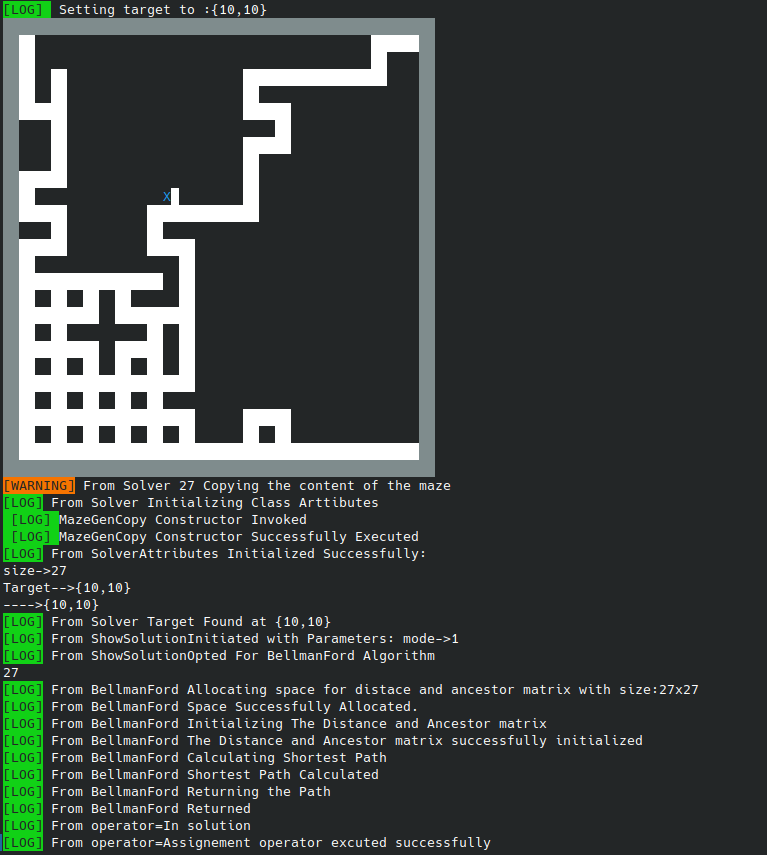 [LOG] Setting target to :{10,10}
X
[WARNING] From Solver 27 Copying the content of the maze
[LOG] From Solver Initializing Class Arttibutes
[LOG] MazeGenCopy Constructor Invoked
[LOG] MazeGenCopy Constructor Successfully Executed
[LOG] From SolverAttributes Initialized Successfully:
size->27
Target-->{10,10}
---->{10,10}
[LOG] From Solver Target Found at {10,10}
[LOG] From ShowSolutionInitiated with Parameters: mode->1
[LOG] From ShowSolutionOpted For BellmanFord Algorithm
27
[LOG] From BellmanFord Allocating space for distace and ancestor matrix with size:27x27
[LOG] From BellmanFord Space Successfully Allocated.
[LOG] From BellmanFord Initializing The Distance and Ancestor matrix
[LOG] From BellmanFord The Distance and Ancestor matrix successfully initialized
[LOG] From BellmanFord Calculating Shortest Path
[LOG] From BellmanFord Shortest Path Calculated
[LOG] From BellmanFord Returning the Path
[LOG] From BellmanFord Returned
[LOG] From operator=In solution
[LOG] From operator=Assignement operator excuted successfully